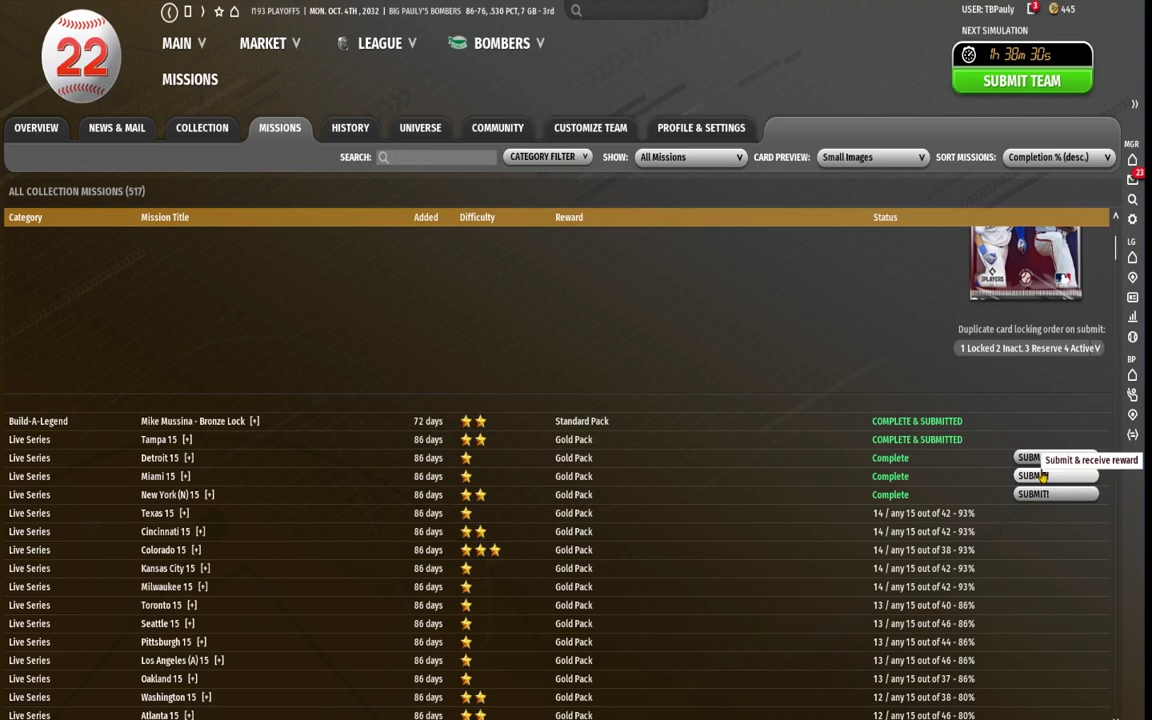 I193 PLAYOFFS | MON. OCT. 4TH, 2032 | BIG PAULY'S BOMBERS 86-76, .530 PCT, 7 GB - 3rd
USER: TBPauly 3 445
NEXT SIMULATION
1h 38m 30s
SUBMIT TEAM
22
MAIN MARKET LEAGUE BOMBERS
MISSIONS
OVERVIEW NEWS & MAIL COLLECTION MISSIONS HISTORY UNIVERSE COMMUNITY CUSTOMIZE TEAM PROFILE & SETTINGS
SEARCH: CATEGORY FILTER SHOW: All Missions CARD PREVIEW: Small Images SORT MISSIONS: Completion % (desc.)
MGR
23
LG
BP
ALL COLLECTION MISSIONS (517)
Category Mission Title Added Difficulty Reward Status
Duplicate card locking order on submit:
1 Locked 2 Inact. 3 Reserve 4 Active
Build-A-Legend Mike Mussina - Bronze Lock [+] 72 days Standard Pack COMPLETE & SUBMITTED
Live Series Tampa 15 [+] 86 days Gold Pack COMPLETE & SUBMITTED
Live Series Detroit 15 [+] 86 days Gold Pack Complete SUBM
Submit & receive reward
Live Series Miami 15 [+] 86 days Gold Pack Complete SUBM
Live Series New York (N) 15 [+] 86 days Gold Pack Complete SUBMIT!
Live Series Texas 15 [+] 86 days Gold Pack 14 / any 15 out of 42 - 93%
Live Series Cincinnati 15 [+] 86 days Gold Pack 14 / any 15 out of 42 - 93%
Live Series Colorado 15 [+] 86 days Gold Pack 14 / any 15 out of 38 - 93%
Live Series Kansas City 15 [+] 86 days Gold Pack 14 / any 15 out of 42 - 93%
Live Series Milwaukee 15 [+] 86 days Gold Pack 14 / any 15 out of 42 - 93%
Live Series Toronto 15 [+] 86 days Gold Pack 13 / any 15 out of 40 - 86%
Live Series Seattle 15 [+] 86 days Gold Pack 13 / any 15 out of 46 - 86%
Live Series Pittsburgh 15 [+] 86 days Gold Pack 13 / any 15 out of 44 - 86%
Live Series Los Angeles (A) 15 [+] 86 days Gold Pack 13 / any 15 out of 46 - 86%
Live Series Oakland 15 [+] 86 days Gold Pack 13 / any 15 out of 37 - 86%
Live Series Washington 15 [+] 86 days Gold Pack 12 / any 15 out of 38 - 80%
Live Series Atlanta 15 [+] 86 days Gold Pack 12 / any 15 out of 46 - 80%